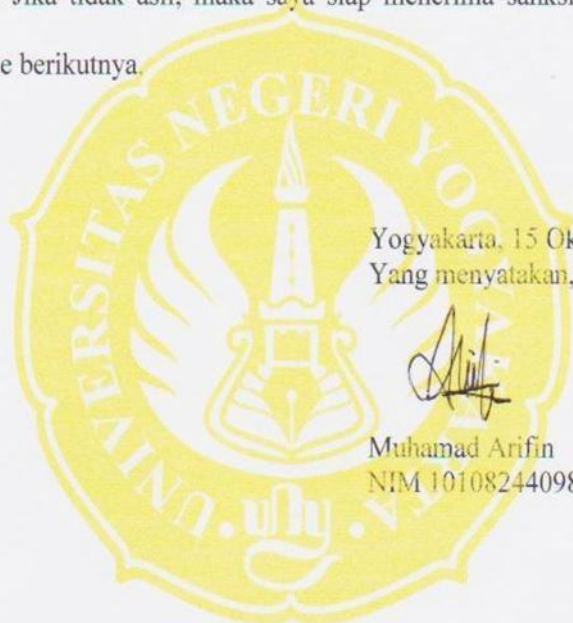 Jika tidak asli, maka saya siap menerima sanksi
e berikutnya.
UNIVERSITAS NEGERI YOGYAKARTA
Yogyakarta, 15 Ok
Yang menyatakan,
Muhamad Arifin
NIM 10108244098
uny